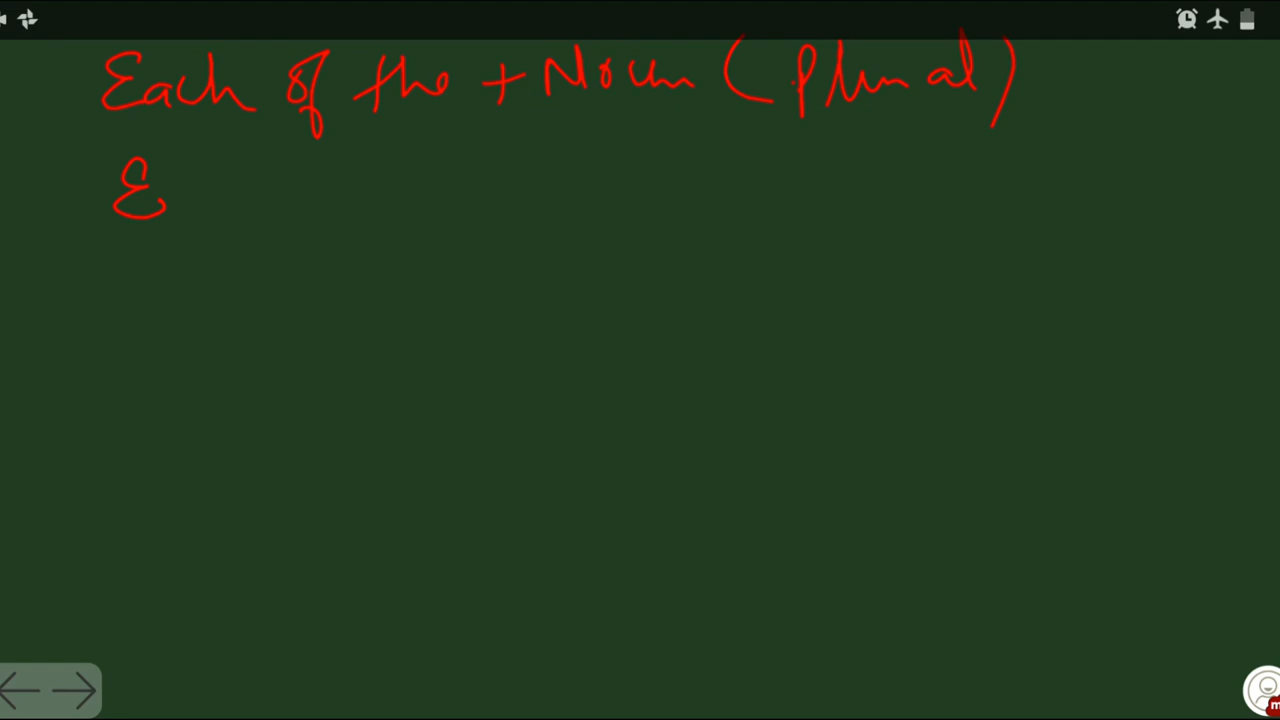 Each of the + Noun (Plural)
E